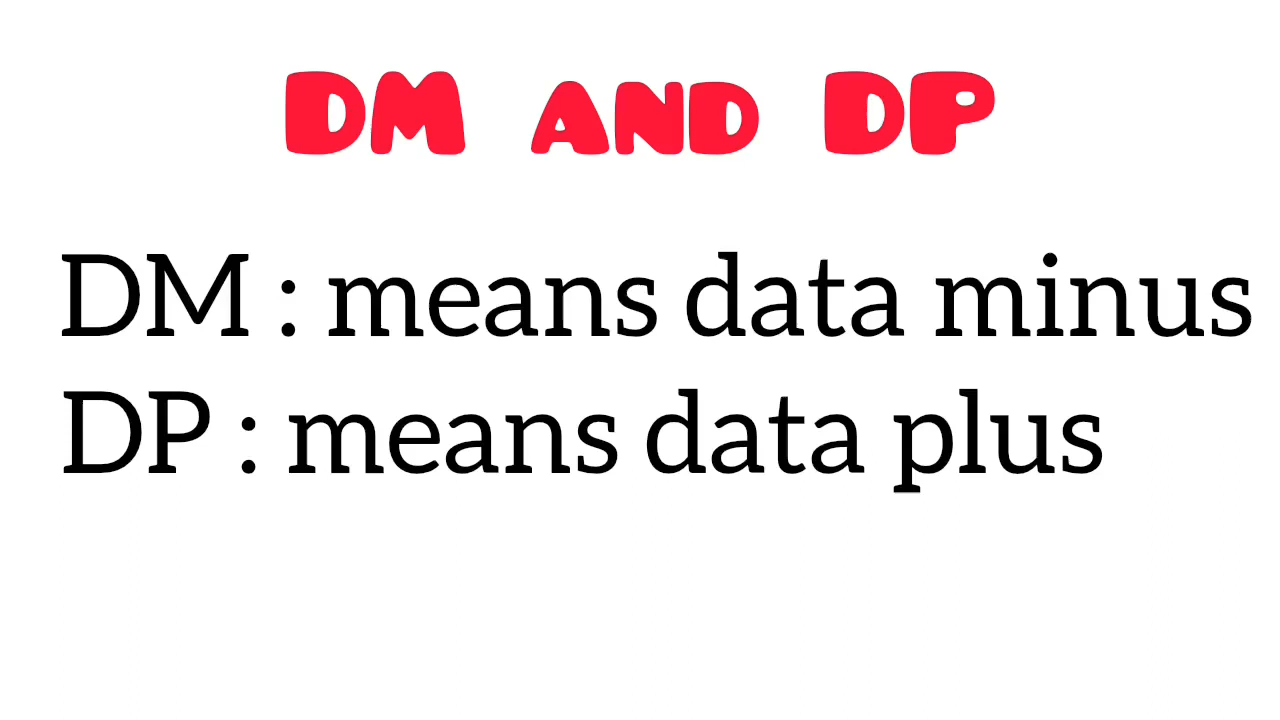 DM AND DP
DM : means data minus
DP : means data plus